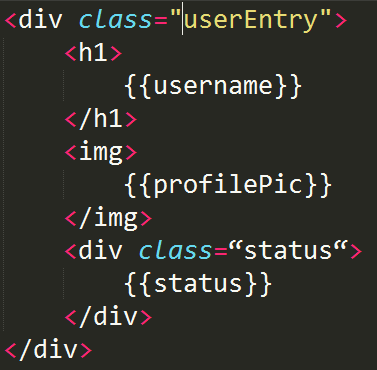 <div class="userEntry">
<h1>
{{username}}
</h1>
<img>
{{profilePic}}
</img>
<div class=“status“>
{{status}}
</div>
</div>